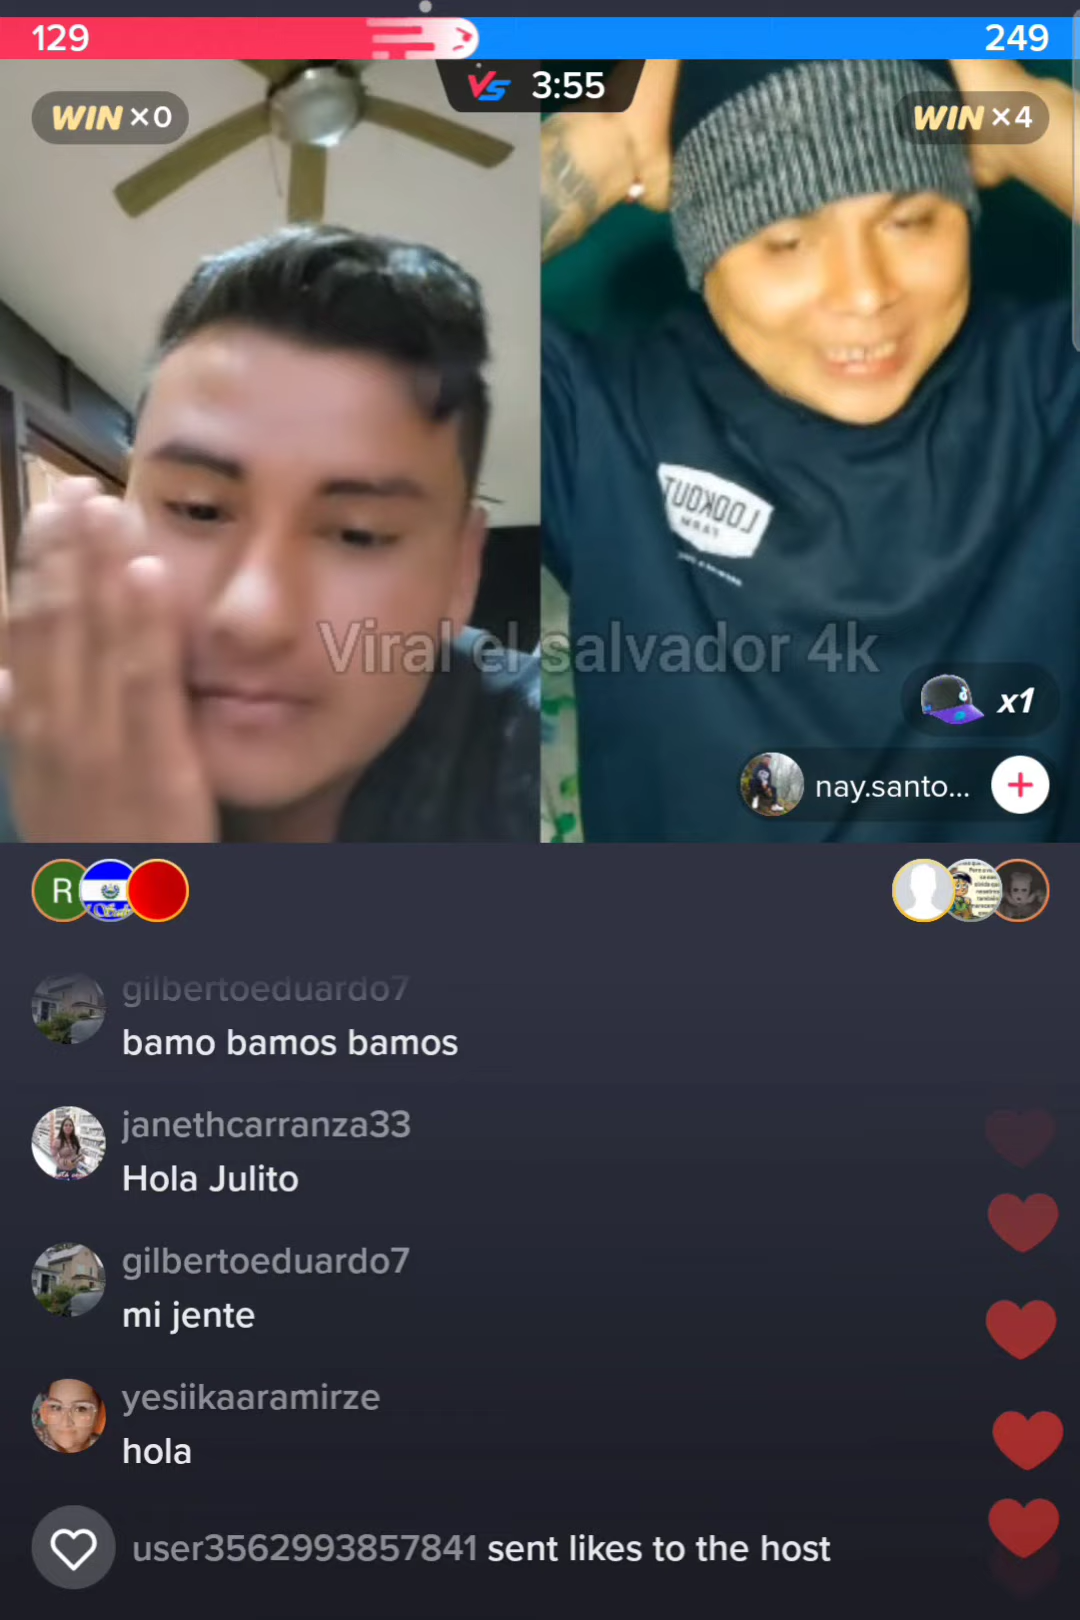 129
249
VS 3:55
WIN ×0
WIN ×4
LOOKOUT
Viral el salvador 4k
x1
nay.santo...
R
gilbertoeduardo7
bamo bamos bamos
janethcarranza33
Hola Julito
gilbertoeduardo7
mi jente
yesiikaaramirze
hola
user3562993857841 sent likes to the host